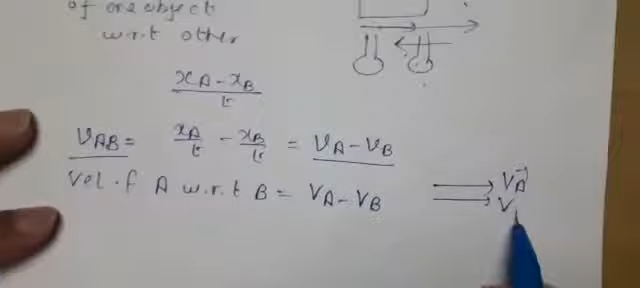 of one object
w.r.t other
xA - xB / t
VAB = xA/t - xB/t = VA - VB
Vel. of A w.r.t B = VA - VB
VA
V